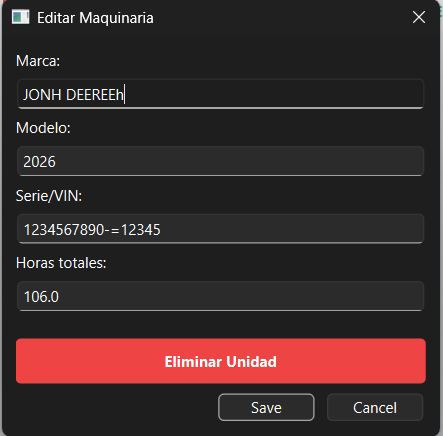 Editar Maquinaria
Marca:
JONH DEEREEh
Modelo:
2026
Serie/VIN:
1234567890-=12345
Horas totales:
106.0
Eliminar Unidad
Save Cancel